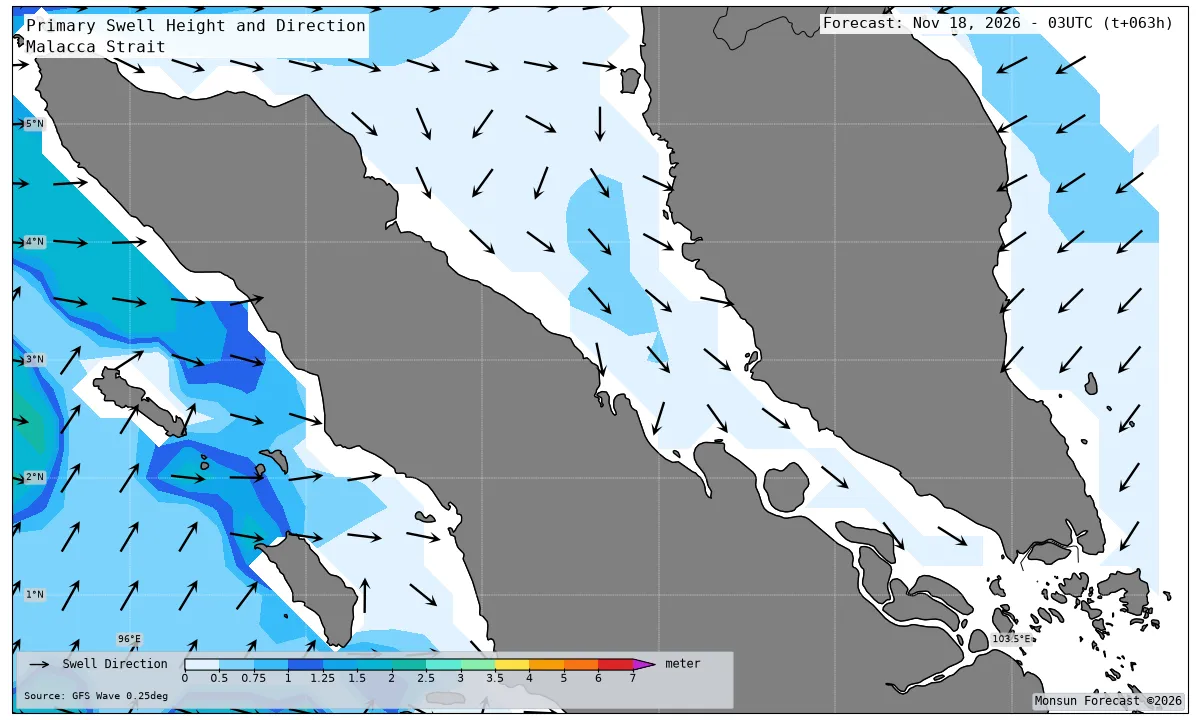 Primary Swell Height and Direction
Malacca Strait
Forecast: Nov 18, 2026 - 03UTC (t+063h)
5°N
4°N
3°N
2°N
1°N
96°E
103.5°E
Swell Direction
meter
0 0.5 0.75 1 1.25 1.5 2 2.5 3 3.5 4 5 6 7
Source: GFS Wave 0.25deg
Monsun Forecast ©2026